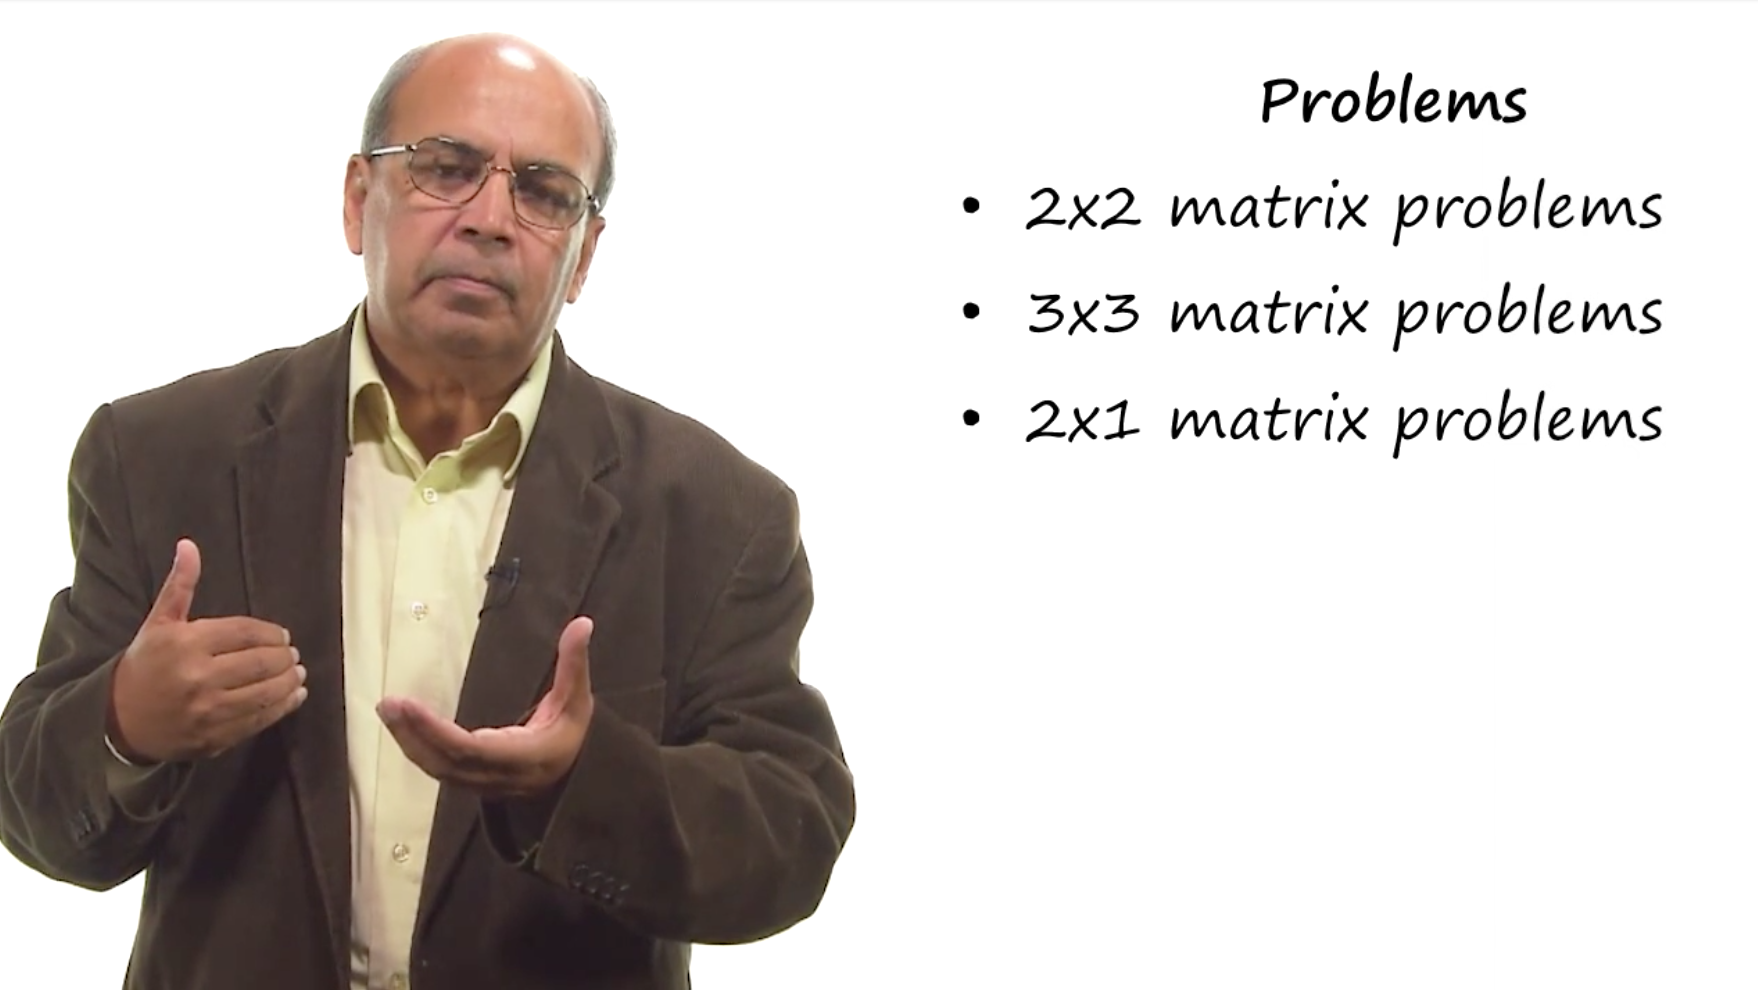 Problems
• 2x2 matrix problems
• 3x3 matrix problems
• 2x1 matrix problems